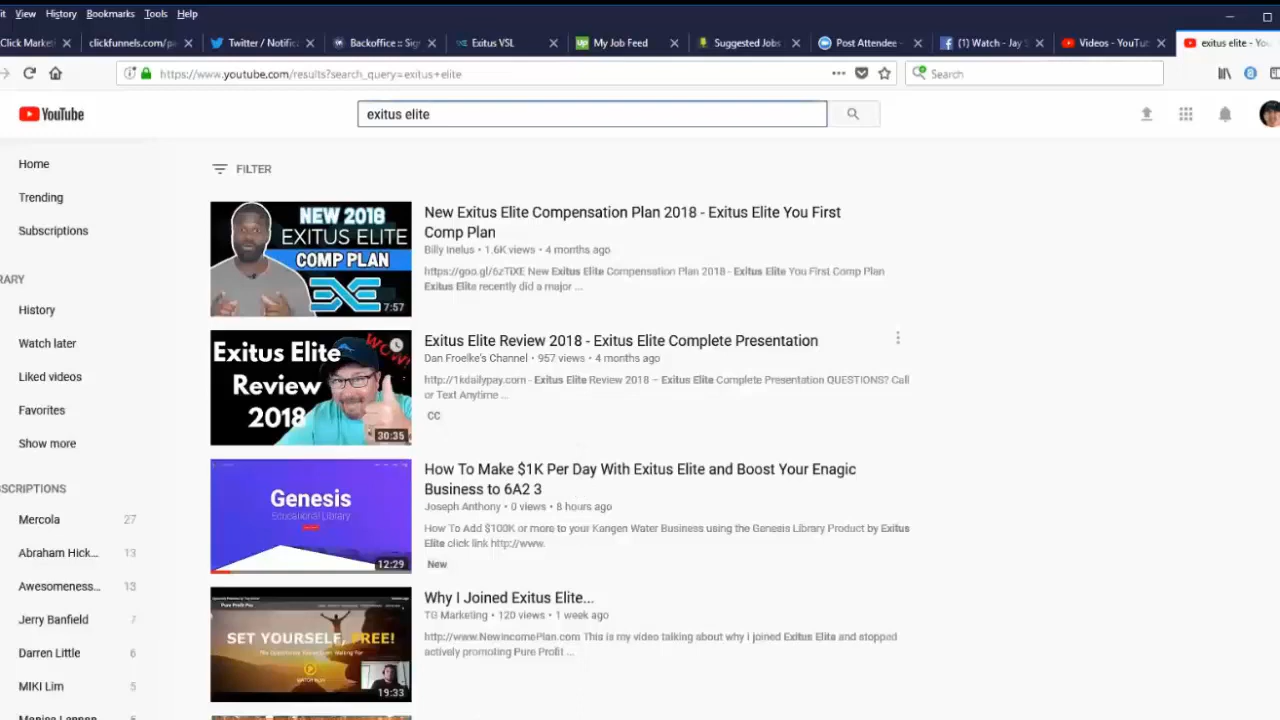 it View History Bookmarks Tools Help
Click Market
clickfunnels.com/p
Twitter / Notific
Backoffice :: Sig
Exitus VSL
My Job Feed
Suggested Jobs
Post Attendee -
(1) Watch - Jay S
Videos - YouTub
exitus elite - You
https://www.youtube.com/results?search_query=exitus+elite
Search
YouTube
exitus elite
Home
Trending
Subscriptions
RARY
History
Watch later
Liked videos
Favorites
Show more
SCRIPTIONS
Mercola 27
Abraham Hick... 13
Awesomeness... 13
Jerry Banfield 7
Darren Little 6
MIKI Lim 5
FILTER
NEW 2018
EXITUS ELITE
COMP PLAN
7:57
New Exitus Elite Compensation Plan 2018 - Exitus Elite You First
Comp Plan
Billy Inelus • 1.6K views • 4 months ago
https://goo.gl/6zTiXE New Exitus Elite Compensation Plan 2018 - Exitus Elite You First Comp Plan
Exitus Elite recently did a major ...
Exitus Elite
WOW!
Review
2018
30:35
Exitus Elite Review 2018 - Exitus Elite Complete Presentation
Dan Froelke's Channel • 957 views • 4 months ago
http://1kdailypay.com - Exitus Elite Review 2018 – Exitus Elite Complete Presentation QUESTIONS? Call
or Text Anytime ...
CC
Genesis
Educational Library
12:29
How To Make $1K Per Day With Exitus Elite and Boost Your Enagic
Business to 6A2 3
Joseph Anthony • 0 views • 8 hours ago
How To Add $100K or more to your Kangen Water Business using the Genesis Library Product by Exitus
Elite click link http://www.
New
Pure Profit Pro
SET YOURSELF, FREE!
19:33
Why I Joined Exitus Elite...
TG Marketing • 120 views • 1 week ago
http://www.NewIncomePlan.com This is my video talking about why i joined Exitus Elite and stopped
actively promoting Pure Profit ...